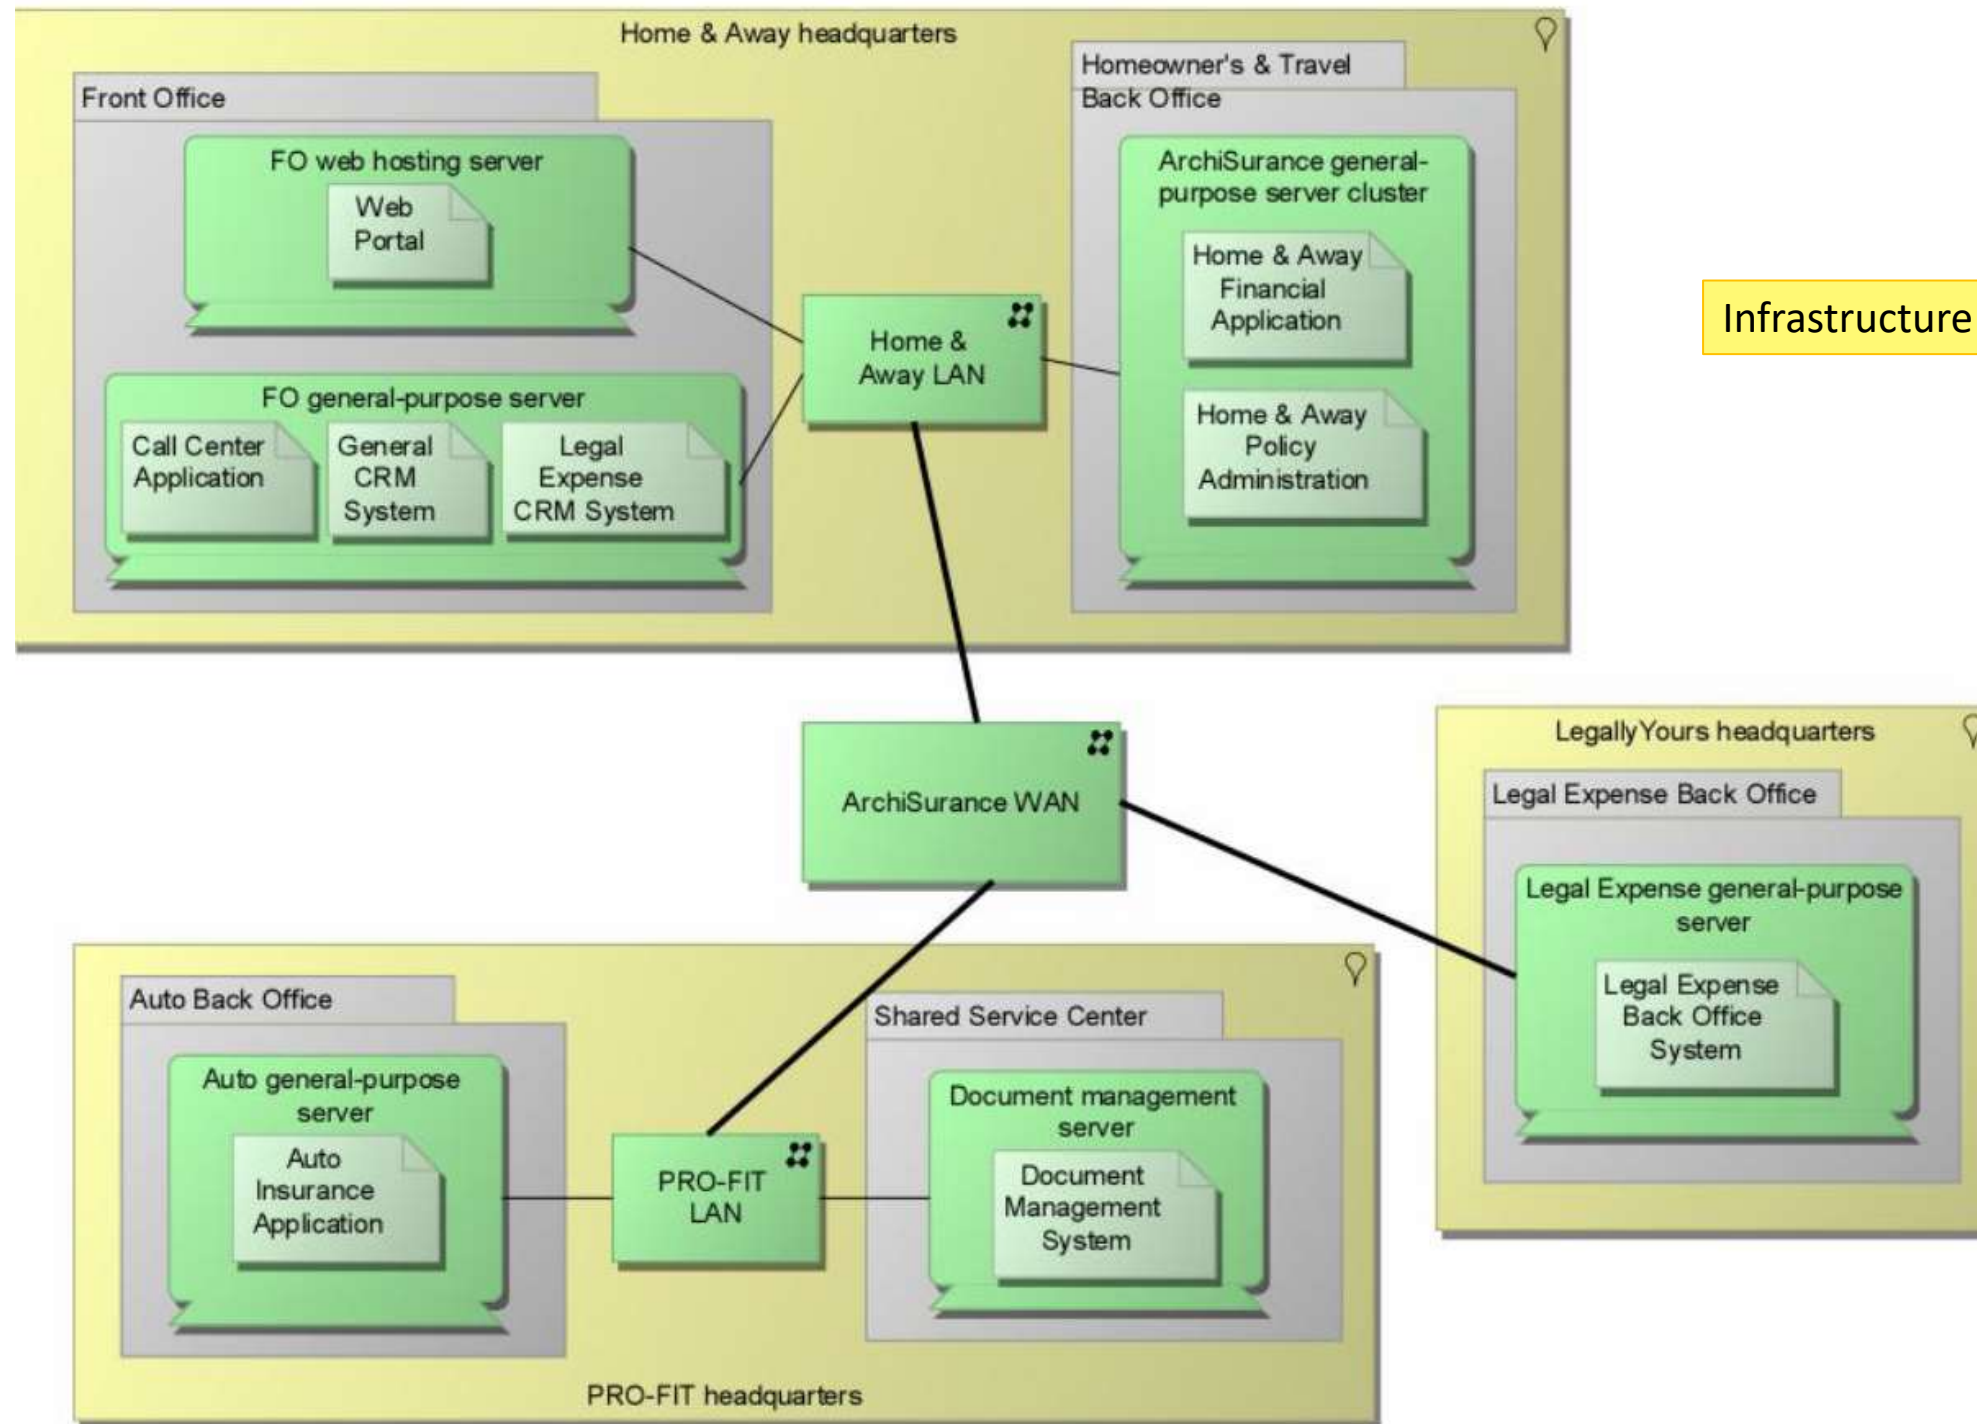 Home & Away headquarters
Front Office
FO web hosting server
Web
Portal
FO general-purpose server
Call Center
Application
General
CRM
System
Legal
Expense
CRM System
Home &
Away LAN
Homeowner's & Travel
Back Office
ArchiSurance general-
purpose server cluster
Home & Away
Financial
Application
Home & Away
Policy
Administration
Infrastructure
ArchiSurance WAN
LegallyYours headquarters
Legal Expense Back Office
Legal Expense general-purpose
server
Legal Expense
Back Office
System
Auto Back Office
Auto general-purpose
server
Auto
Insurance
Application
PRO-FIT
LAN
Shared Service Center
Document management
server
Document
Management
System
PRO-FIT headquarters